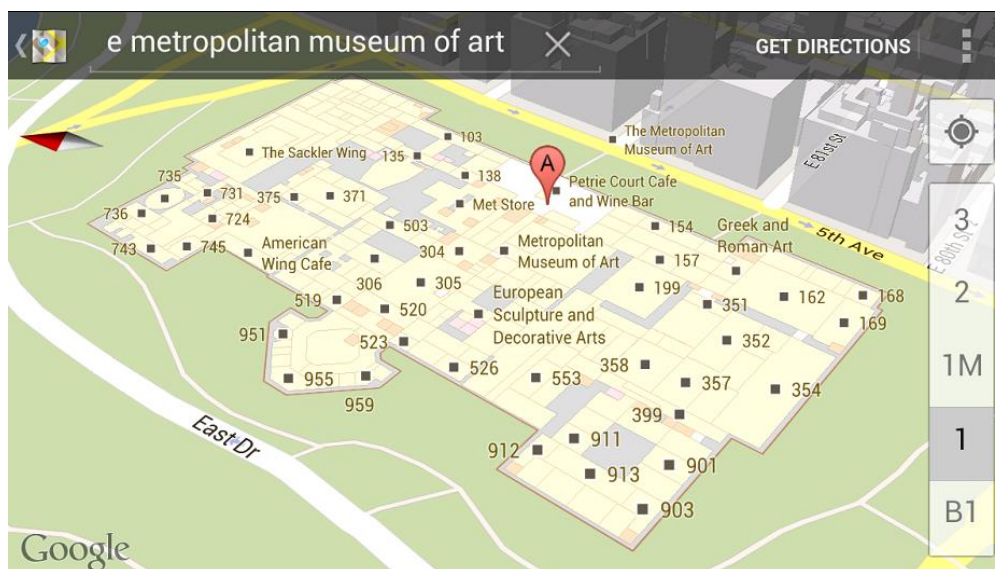 e metropolitan museum of art
GET DIRECTIONS
The Metropolitan
Museum of Art
E 81st St
103
The Sackler Wing
135
138
Petrie Court Cafe
and Wine Bar
A
735
731
375
371
Met Store
736
724
503
154
Greek and
Roman Art
5th Ave
E 80th St
3
743
745
American
Wing Cafe
304
Metropolitan
Museum of Art
157
306
305
199
351
162
168
2
519
520
European
Sculpture and
Decorative Arts
169
951
523
352
358
1M
955
959
526
553
357
354
399
East Dr
912
911
913
901
1
903
B1
Google